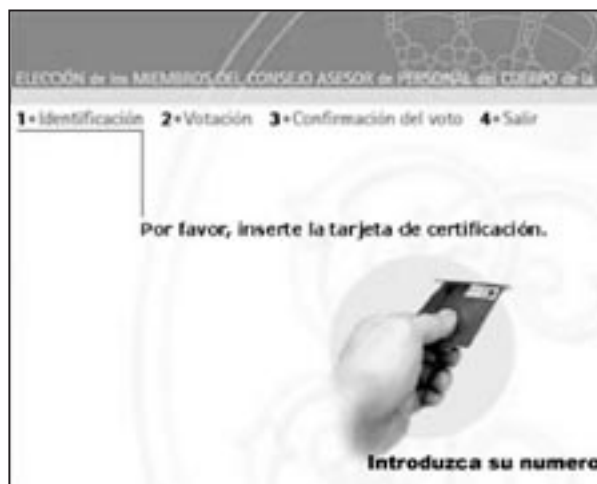 ELECCIÓN de los MIEMBROS DEL CONSEJO ASESOR de PERSONAL del CUERPO de la
1•Identificación 2•Votación 3•Confirmación del voto 4•Salir
Por favor, inserte la tarjeta de certificación.
Introduzca su numero